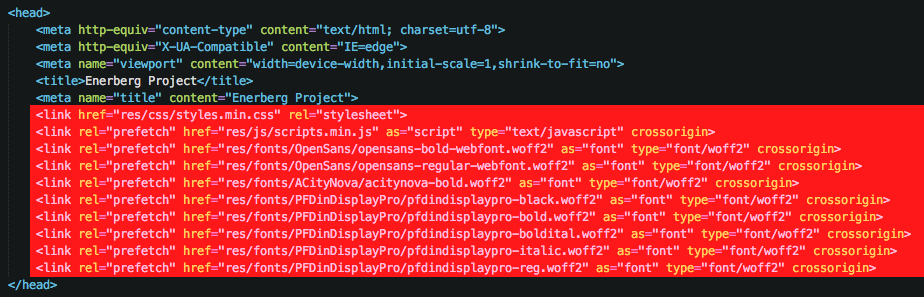 <head>
<meta http-equiv="content-type" content="text/html; charset=utf-8">
<meta http-equiv="X-UA-Compatible" content="IE=edge">
<meta name="viewport" content="width=device-width,initial-scale=1,shrink-to-fit=no">
<title>Enerberg Project</title>
<meta name="title" content="Enerberg Project">
<link href="res/css/styles.min.css" rel="stylesheet">
<link rel="prefetch" href="res/js/scripts.min.js" as="script" type="text/javascript" crossorigin>
<link rel="prefetch" href="res/fonts/OpenSans/opensans-bold-webfont.woff2" as="font" type="font/woff2" crossorigin>
<link rel="prefetch" href="res/fonts/OpenSans/opensans-regular-webfont.woff2" as="font" type="font/woff2" crossorigin>
<link rel="prefetch" href="res/fonts/ACityNova/acitynova-bold.woff2" as="font" type="font/woff2" crossorigin>
<link rel="prefetch" href="res/fonts/PFDinDisplayPro/pfdindisplaypro-black.woff2" as="font" type="font/woff2" crossorigin>
<link rel="prefetch" href="res/fonts/PFDinDisplayPro/pfdindisplaypro-bold.woff2" as="font" type="font/woff2" crossorigin>
<link rel="prefetch" href="res/fonts/PFDinDisplayPro/pfdindisplaypro-boldital.woff2" as="font" type="font/woff2" crossorigin>
<link rel="prefetch" href="res/fonts/PFDinDisplayPro/pfdindisplaypro-italic.woff2" as="font" type="font/woff2" crossorigin>
<link rel="prefetch" href="res/fonts/PFDinDisplayPro/pfdindisplaypro-reg.woff2" as="font" type="font/woff2" crossorigin>
</head>